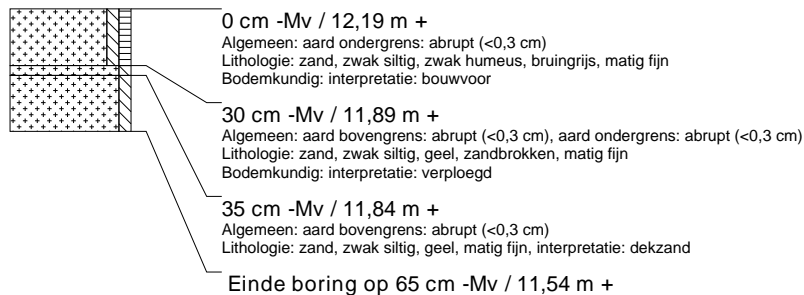 0 cm -Mv / 12,19 m +
Algemeen: aard ondergrens: abrupt (<0,3 cm)
Lithologie: zand, zwak siltig, zwak humeus, bruingrijs, matig fijn
Bodemkundig: interpretatie: bouwvoor
30 cm -Mv / 11,89 m +
Algemeen: aard bovengrens: abrupt (<0,3 cm), aard ondergrens: abrupt (<0,3 cm)
Lithologie: zand, zwak siltig, geel, zandbrokken, matig fijn
Bodemkundig: interpretatie: verploegd
35 cm -Mv / 11,84 m +
Algemeen: aard bovengrens: abrupt (<0,3 cm)
Lithologie: zand, zwak siltig, geel, matig fijn, interpretatie: dekzand
Einde boring op 65 cm -Mv / 11,54 m +